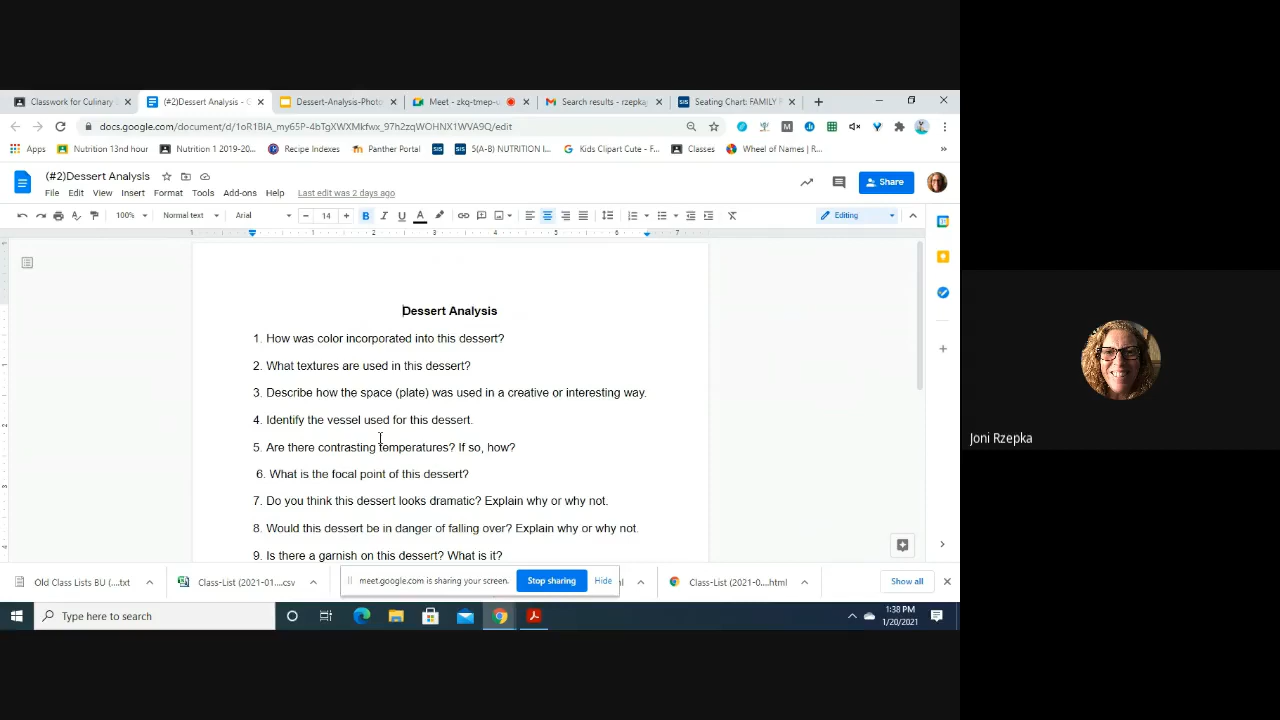 Classwork for Culinary
(#2)Dessert Analysis - G
Dessert-Analysis-Photo
Meet - zkq-tmep-u
Search results - rzepka
SIS Seating Chart: FAMILY F
docs.google.com/document/d/1oR1BIA_my65P-4bTgXWXMkfwx_97h2zqWOHNX1WVA9Q/edit
Apps Nutrition 13nd hour Nutrition 1 2019-20... Recipe Indexes Panther Portal SIS SIS 5(A-B) NUTRITION I... Kids Clipart Cute - F... Classes Wheel of Names | R...
(#2)Dessert Analysis
Share
File Edit View Insert Format Tools Add-ons Help Last edit was 2 days ago
100% Normal text Arial 14 B I U A Editing
1 1 2 3 4 5 6 7
Dessert Analysis
1. How was color incorporated into this dessert?
2. What textures are used in this dessert?
3. Describe how the space (plate) was used in a creative or interesting way.
4. Identify the vessel used for this dessert.
5. Are there contrasting temperatures? If so, how?
6. What is the focal point of this dessert?
7. Do you think this dessert looks dramatic? Explain why or why not.
8. Would this dessert be in danger of falling over? Explain why or why not.
9. Is there a garnish on this dessert? What is it?
Joni Rzepka
Old Class Lists BU (....txt
Class-List (2021-01....csv
meet.google.com is sharing your screen.
Stop sharing
Hide
Class-List (2021-0....html
Show all
Type here to search
1:38 PM
1/20/2021